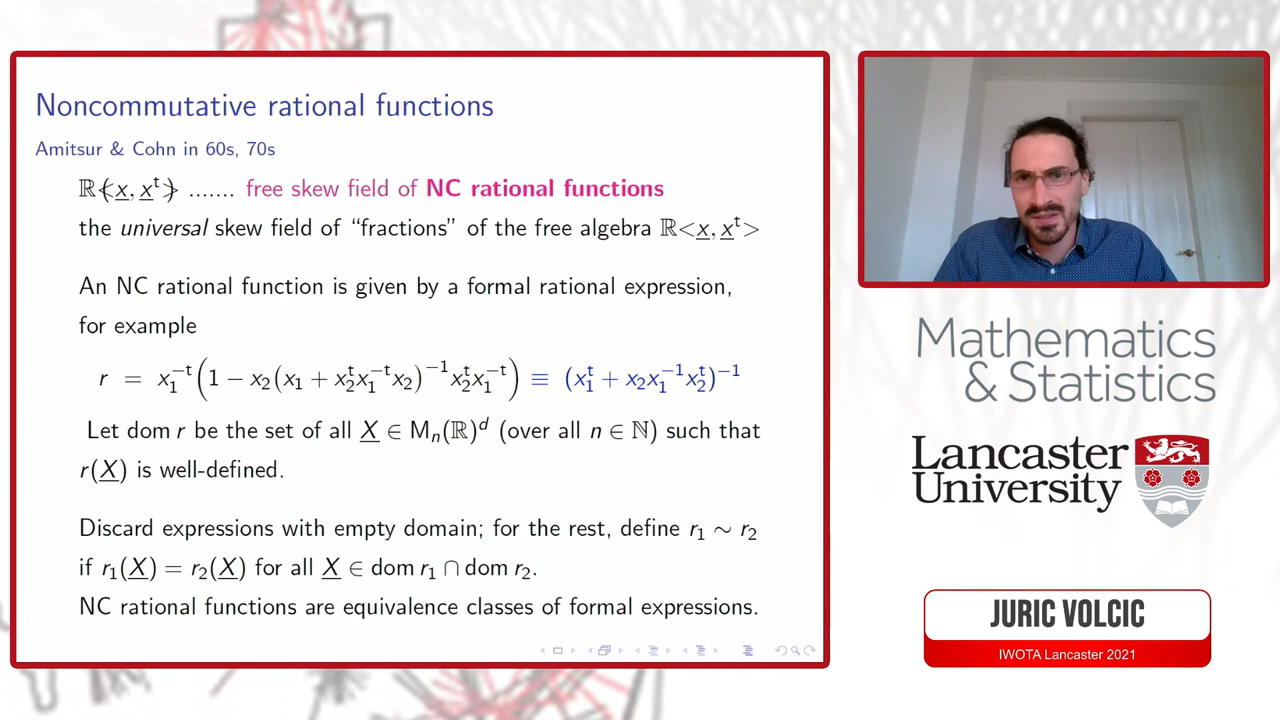 Noncommutative rational functions
Amitsur & Cohn in 60s, 70s
ℝ⦓x̲, x̲ᵗ⦔ ....... free skew field of NC rational functions
the universal skew field of “fractions” of the free algebra ℝ<x̲, x̲ᵗ>
An NC rational function is given by a formal rational expression,
for example
r = x₁⁻ᵗ(1 − x₂(x₁ + x₂ᵗx₁⁻ᵗx₂)⁻¹x₂ᵗx₁⁻ᵗ) ≡ (x₁ᵗ + x₂x₁⁻¹x₂ᵗ)⁻¹
Let dom r be the set of all X̲ ∈ Mₙ(ℝ)ᵈ (over all n ∈ ℕ) such that
r(X̲) is well-defined.
Discard expressions with empty domain; for the rest, define r₁ ∼ r₂
if r₁(X̲) = r₂(X̲) for all X̲ ∈ dom r₁ ∩ dom r₂.
NC rational functions are equivalence classes of formal expressions.
Mathematics
& Statistics
Lancaster
University
JURIC VOLCIC
IWOTA Lancaster 2021